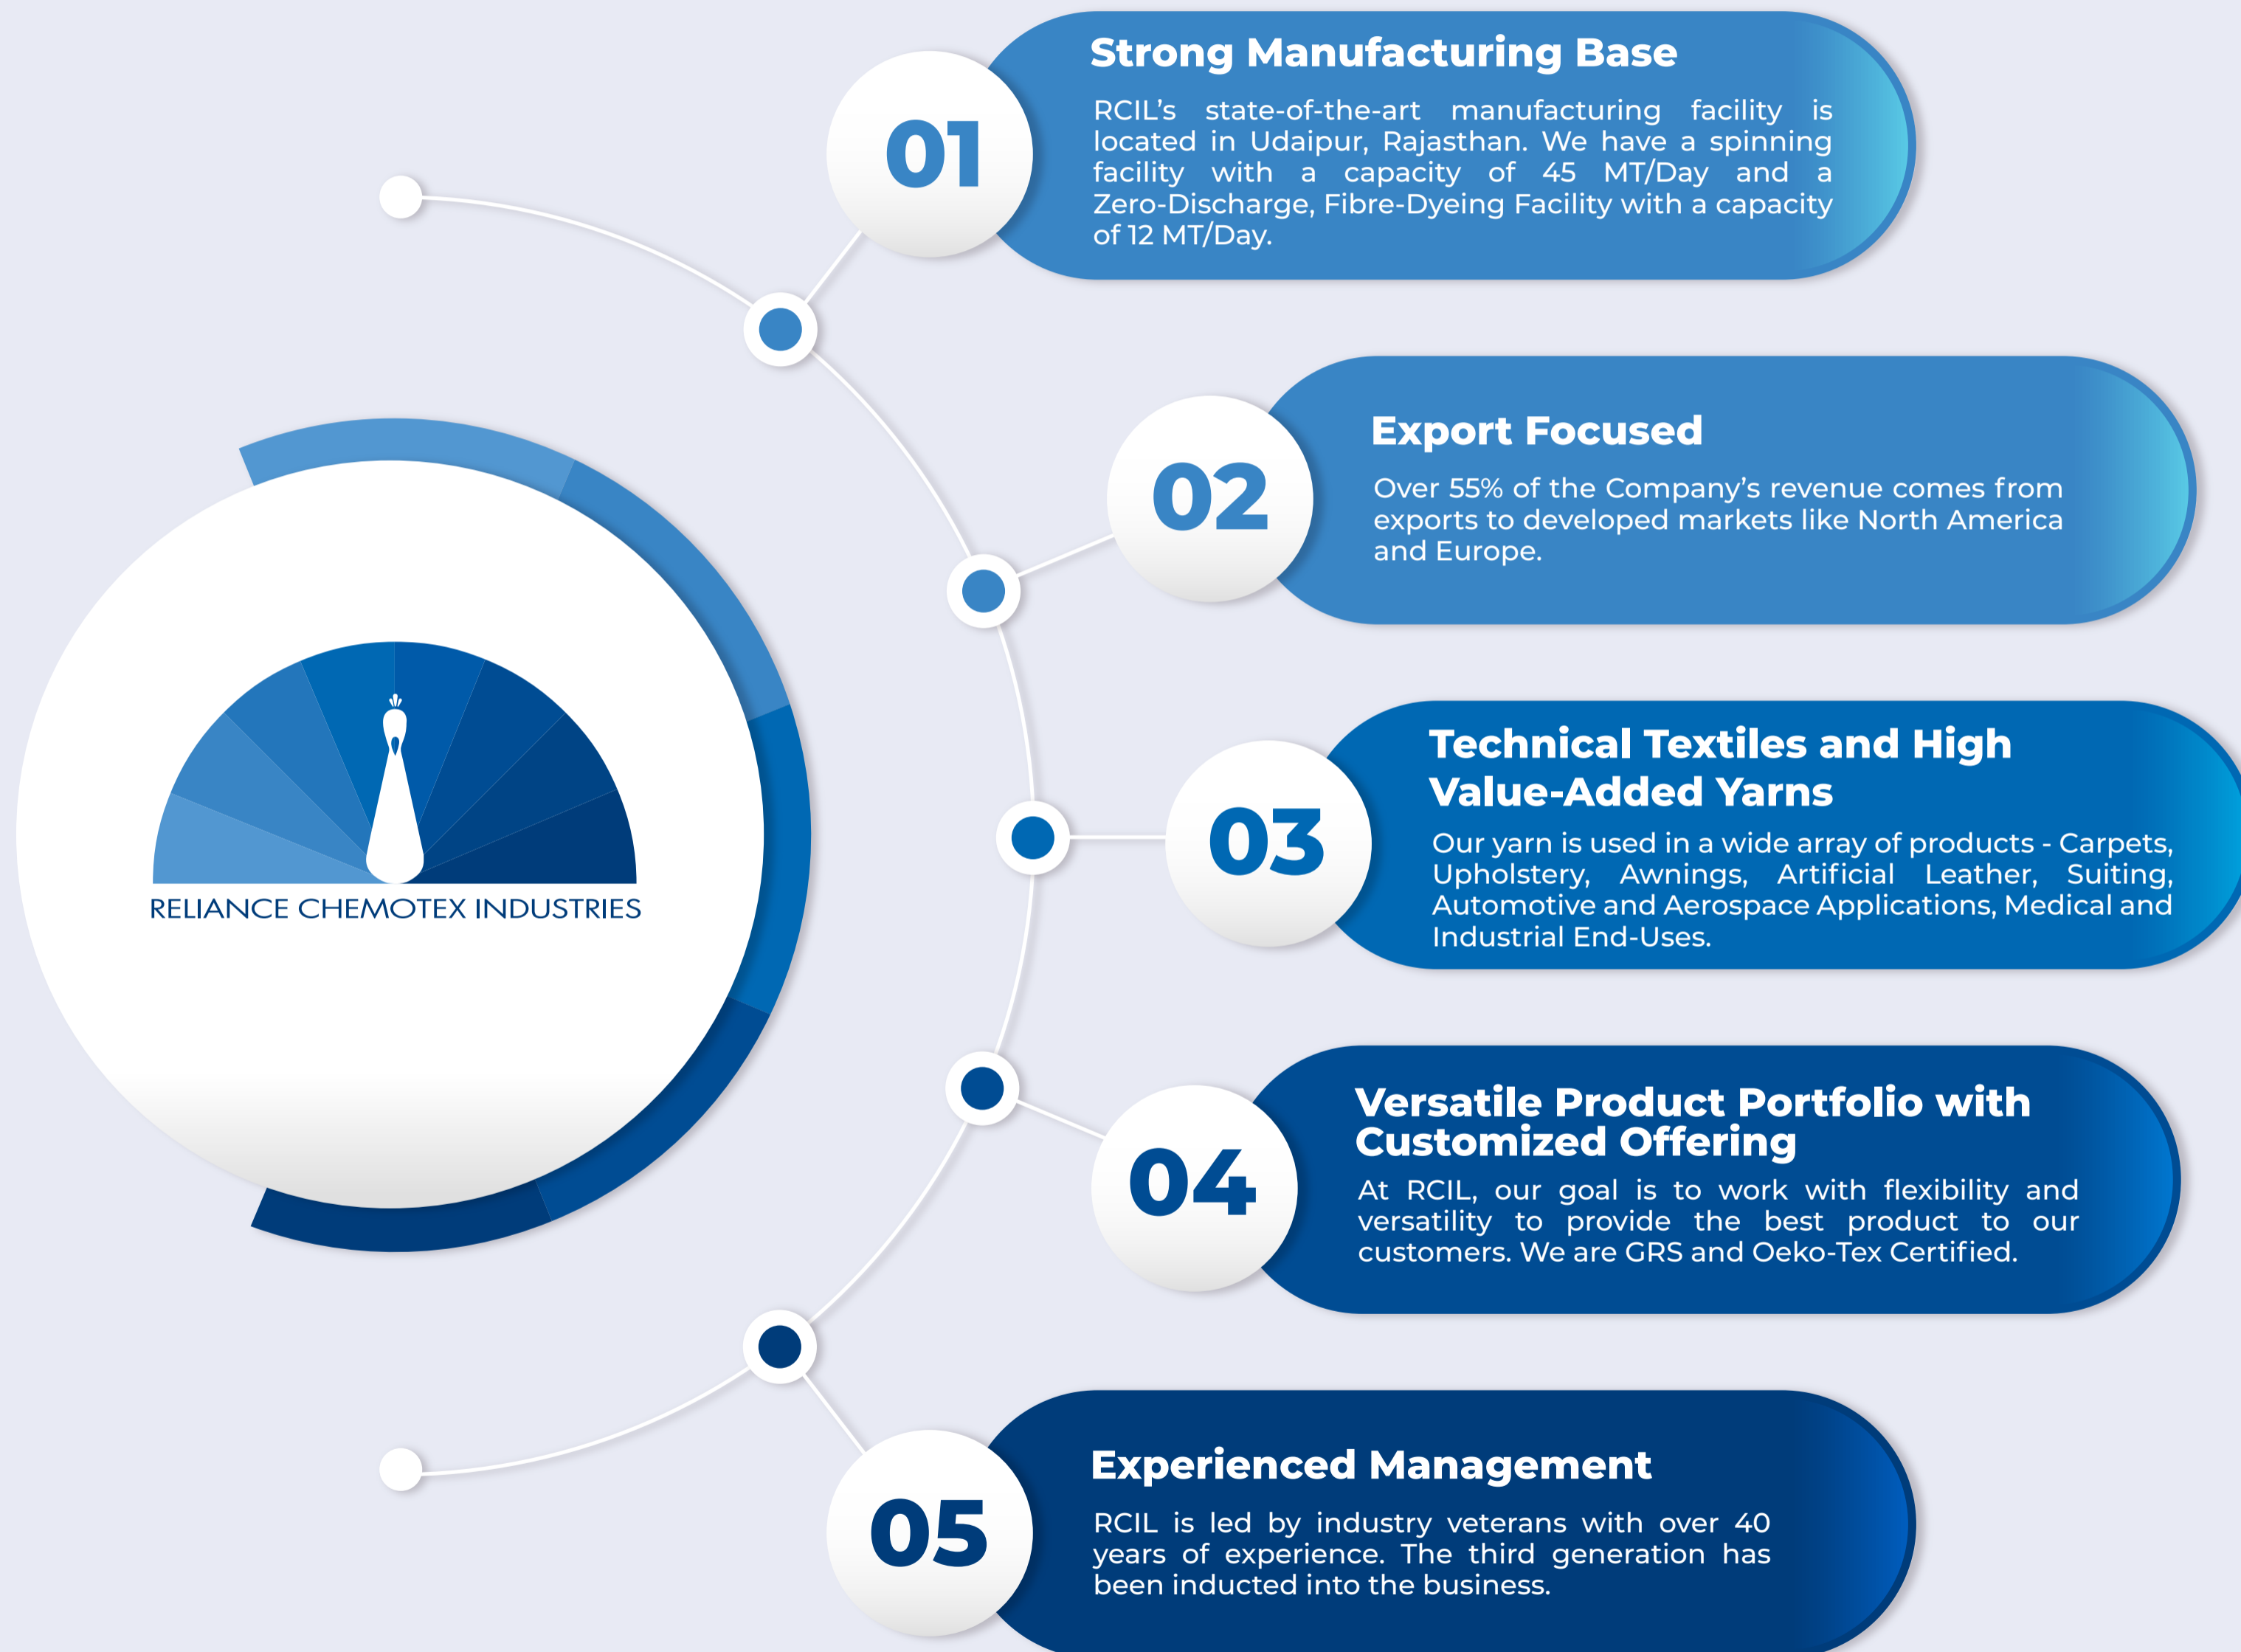 01
Strong Manufacturing Base
RCIL's state-of-the-art manufacturing facility is
located in Udaipur, Rajasthan. We have a spinning
facility with a capacity of 45 MT/Day and a
Zero-Discharge, Fibre-Dyeing Facility with a capacity
of 12 MT/Day.
02
Export Focused
Over 55% of the Company's revenue comes from
exports to developed markets like North America
and Europe.
RELIANCE CHEMOTEX INDUSTRIES
03
Technical Textiles and High
Value-Added Yarns
Our yarn is used in a wide array of products - Carpets,
Upholstery, Awnings, Artificial Leather, Suiting,
Automotive and Aerospace Applications, Medical and
Industrial End-Uses.
04
Versatile Product Portfolio with
Customized Offering
At RCIL, our goal is to work with flexibility and
versatility to provide the best product to our
customers. We are GRS and Oeko-Tex Certified.
05
Experienced Management
RCIL is led by industry veterans with over 40
years of experience. The third generation has
been inducted into the business.